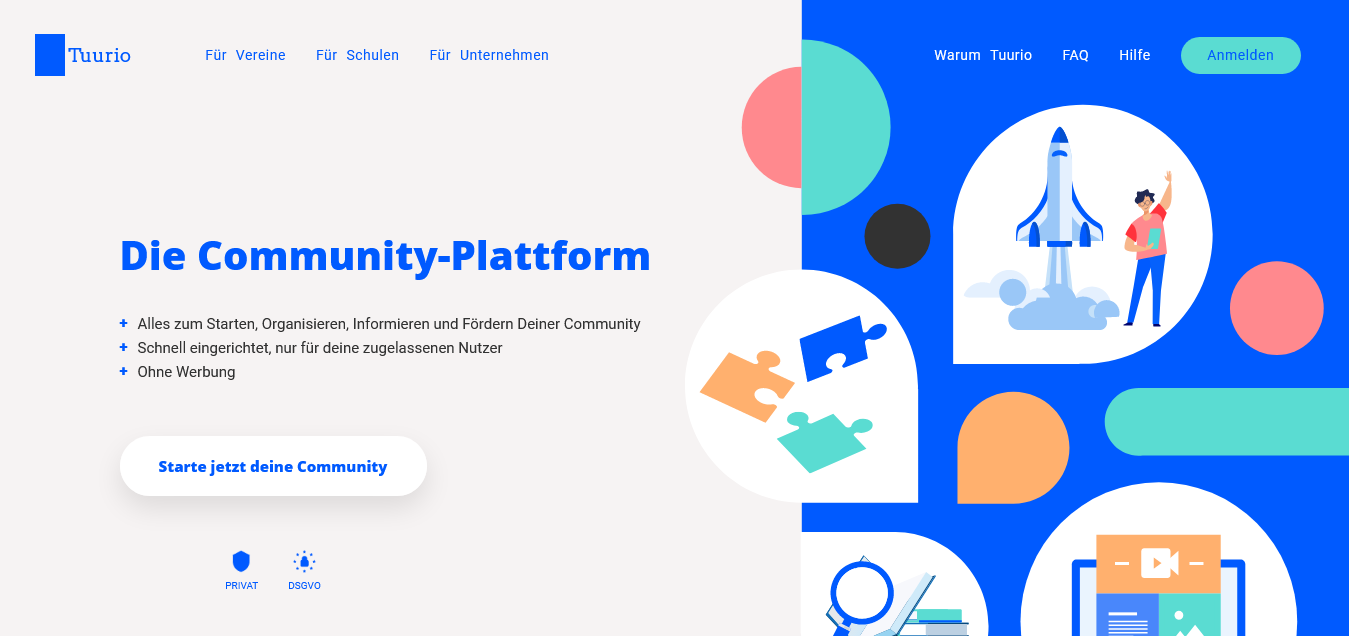 Tuurio
Für Vereine
Für Schulen
Für Unternehmen
Warum Tuurio
FAQ
Hilfe
Anmelden
Die Community-Plattform
+ Alles zum Starten, Organisieren, Informieren und Fördern Deiner Community
+ Schnell eingerichtet, nur für deine zugelassenen Nutzer
+ Ohne Werbung
Starte jetzt deine Community
PRIVAT
DSGVO